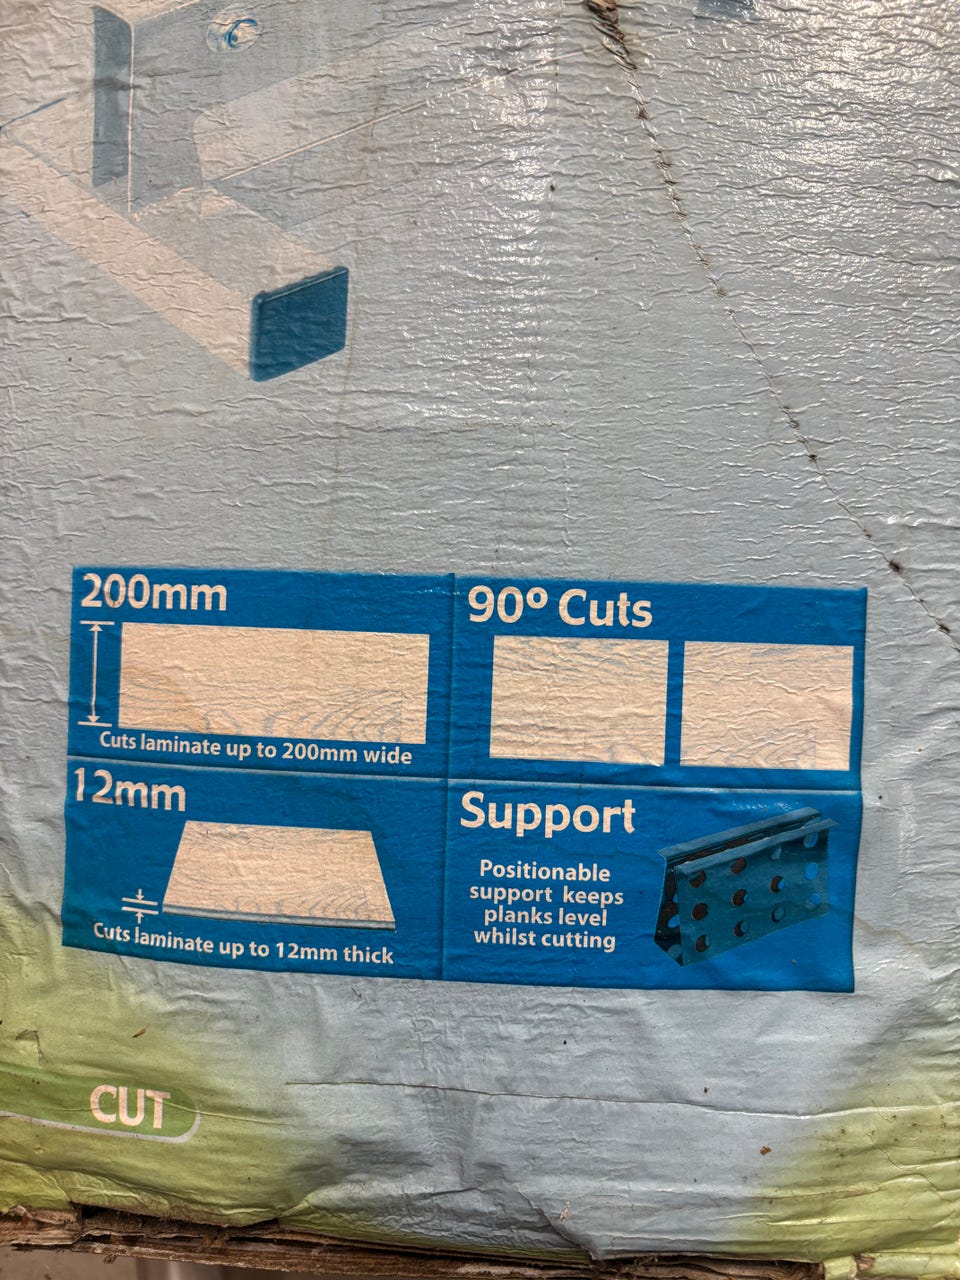 200mm
Cuts laminate up to 200mm wide
90º Cuts
12mm
Cuts laminate up to 12mm thick
Support
Positionable
support keeps
planks level
whilst cutting
CUT